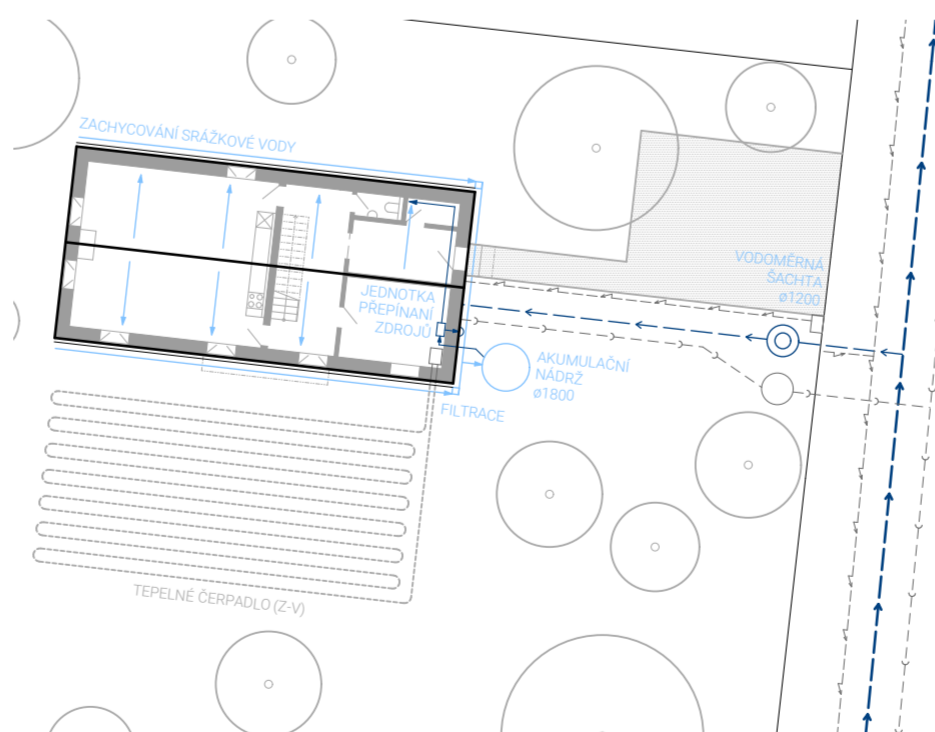 ZACHYCOVÁNÍ SRÁŽKOVÉ VODY
VODOMĚRNÁ
ŠACHTA
ø1200
JEDNOTKA
PŘEPÍNANÍ
ZDROJŮ
AKUMULAČNÍ
NÁDRŽ
ø1800
FILTRACE
TEPELNÉ ČERPADLO (Z-V)